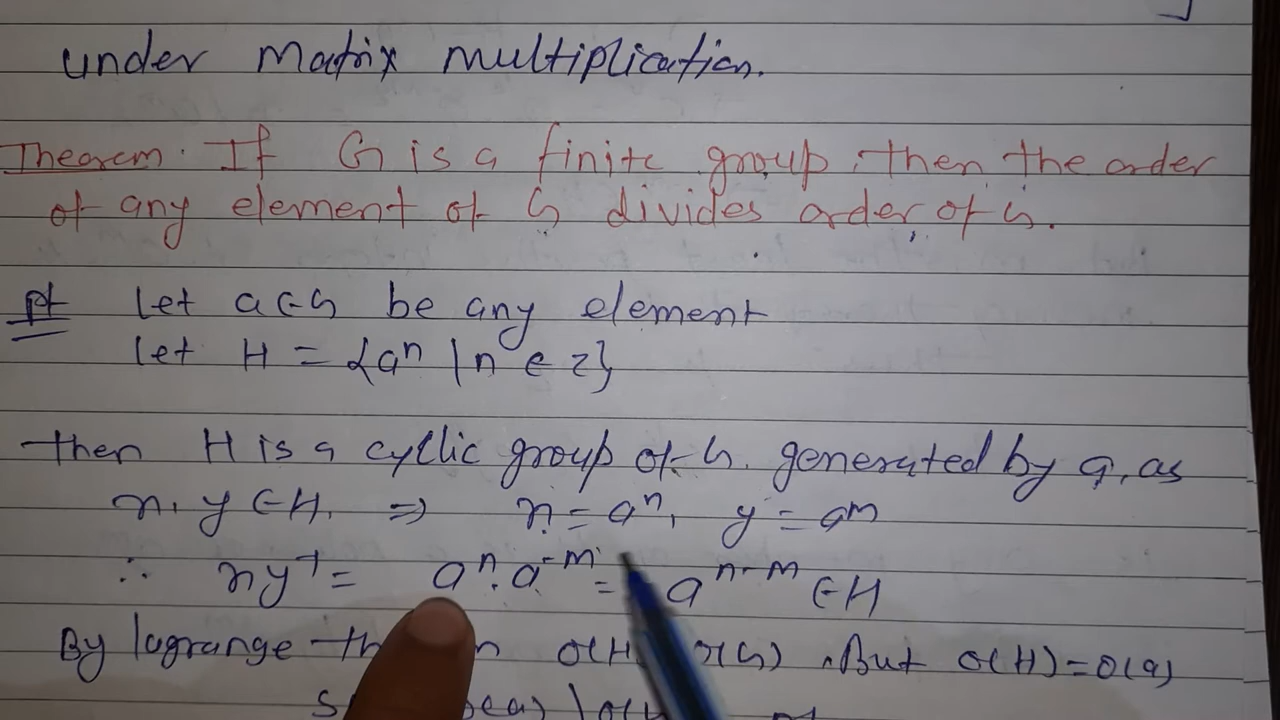 under Matrix multiplication.
Theorem. If G is a finite group, then the order
of any element of G divides order of G.
Pf Let a ∈ G be any element
Let H = {aⁿ | n ∈ Z}
then H is a cyclic group of G. generated by a, as
x, y ∈ H, ⇒ x = aⁿ, y = aᵐ
∴ xy⁻¹ = aⁿ · a⁻ᵐ = aⁿ⁻ᵐ ∈ H
By lagrange o(H) o(G) . But o(H) = o(a)